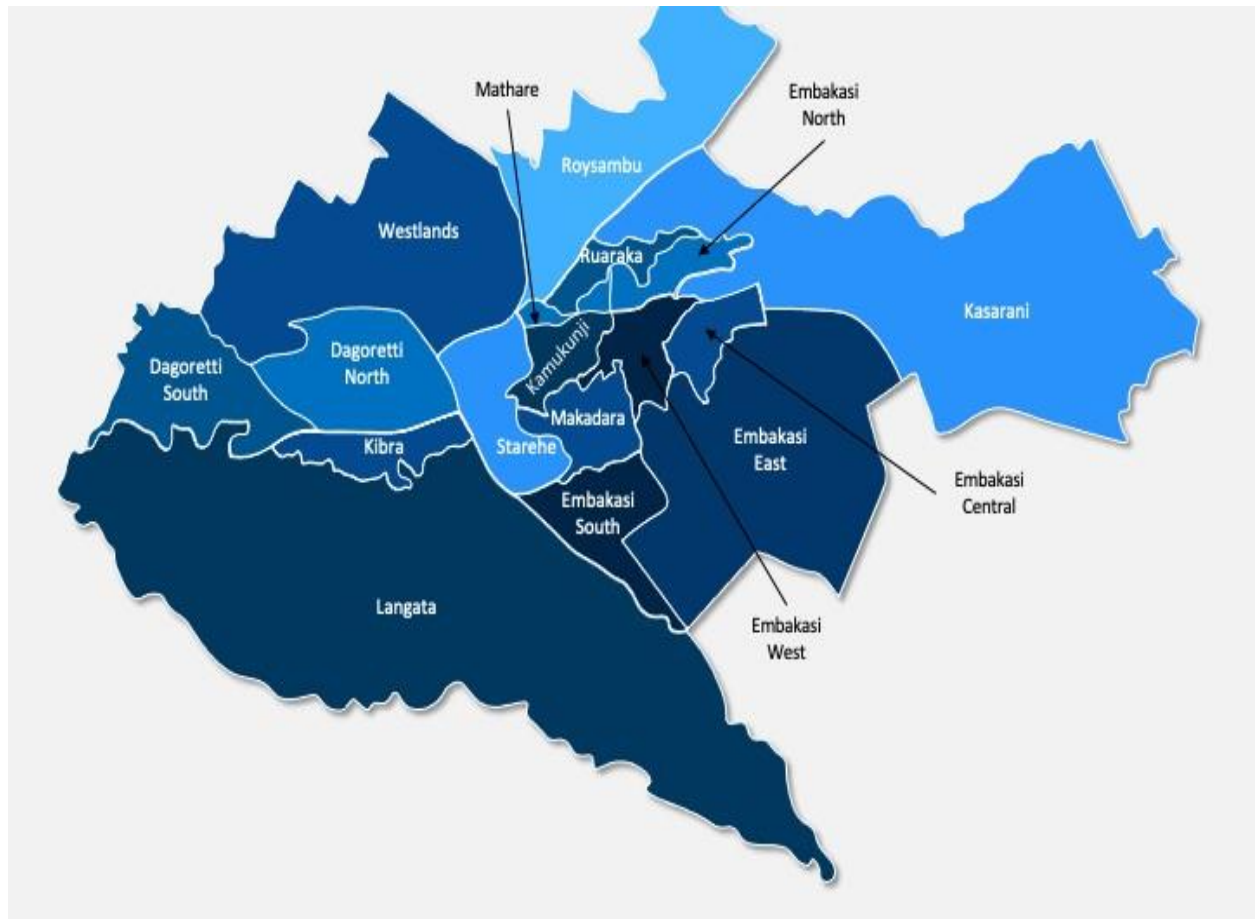 Mathare
Embakasi
North
Roysambu
Westlands
Ruaraka
Kasarani
Kamukunji
Dagoretti
North
Dagoretti
South
Makadara
Kibra
Starehe
Embakasi
East
Embakasi
Central
Embakasi
South
Langata
Embakasi
West